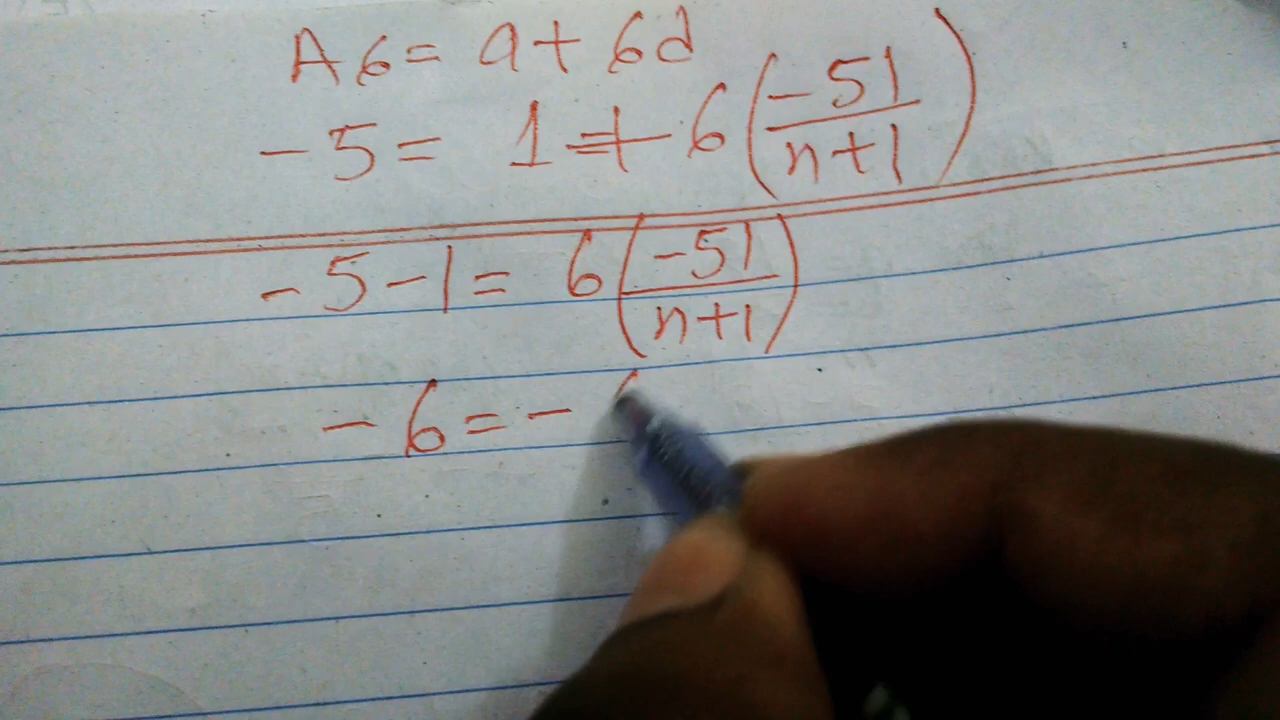 A6 = a + 6d
-5 = 1 + 6(-51/n+1)
-5-1 = 6(-51/n+1)
-6 = -